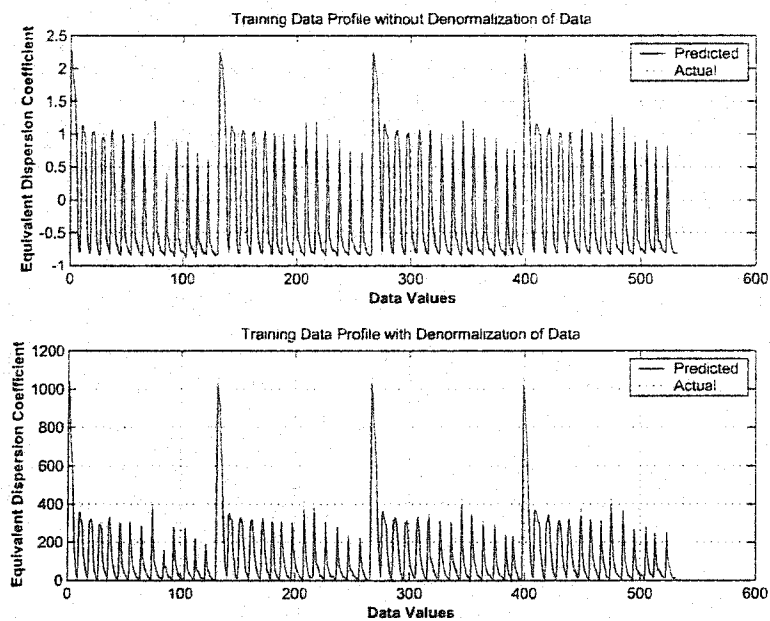 Training Data Profile without Denormalization of Data
Equivalent Dispersion Coefficient
2.5
2
1.5
1
0.5
0
-0.5
-1
Predicted
Actual
0 100 200 300 400 500 600
Data Values
Training Data Profile with Denormalization of Data
Equivalent Dispersion Coefficient
1200
1000
800
600
400
200
0
Predicted
Actual
0 100 200 300 400 500 600
Data Values